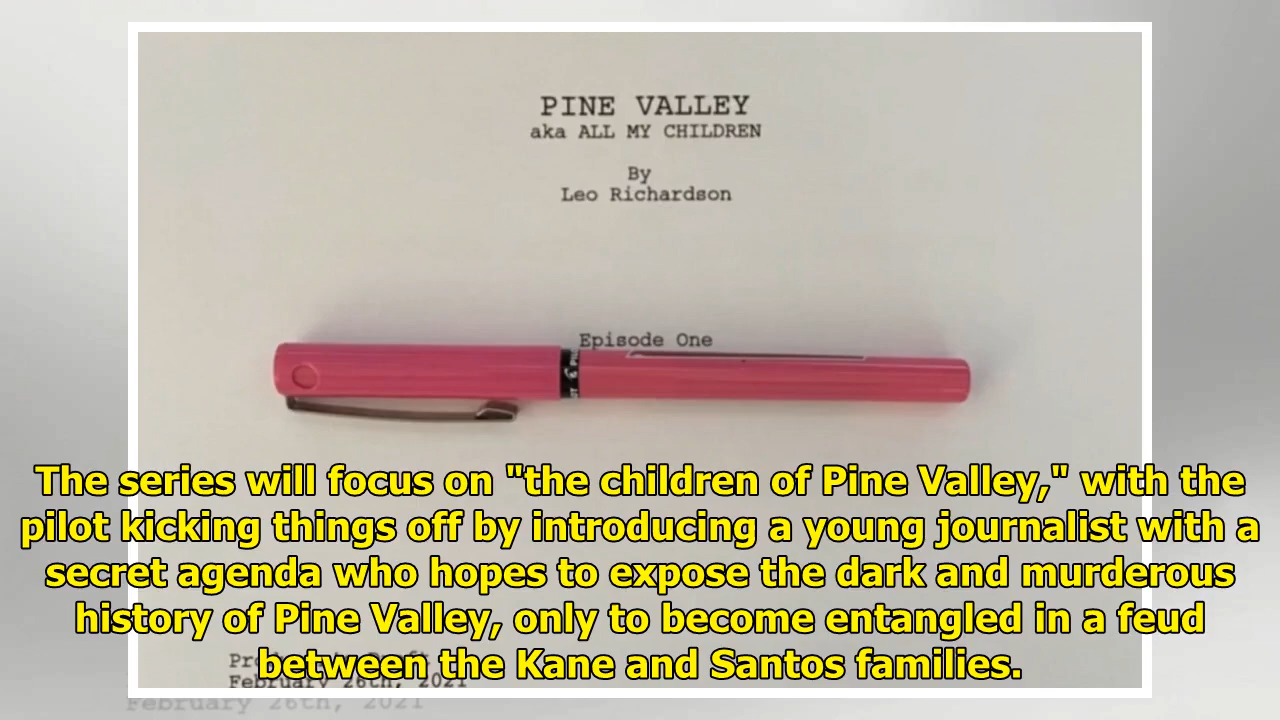 PINE VALLEY
aka ALL MY CHILDREN
By
Leo Richardson
Episode One
The series will focus on "the children of Pine Valley," with the
pilot kicking things off by introducing a young journalist with a
secret agenda who hopes to expose the dark and murderous
history of Pine Valley, only to become entangled in a feud
between the Kane and Santos families.
February 26th, 2021
February 26th, 2021